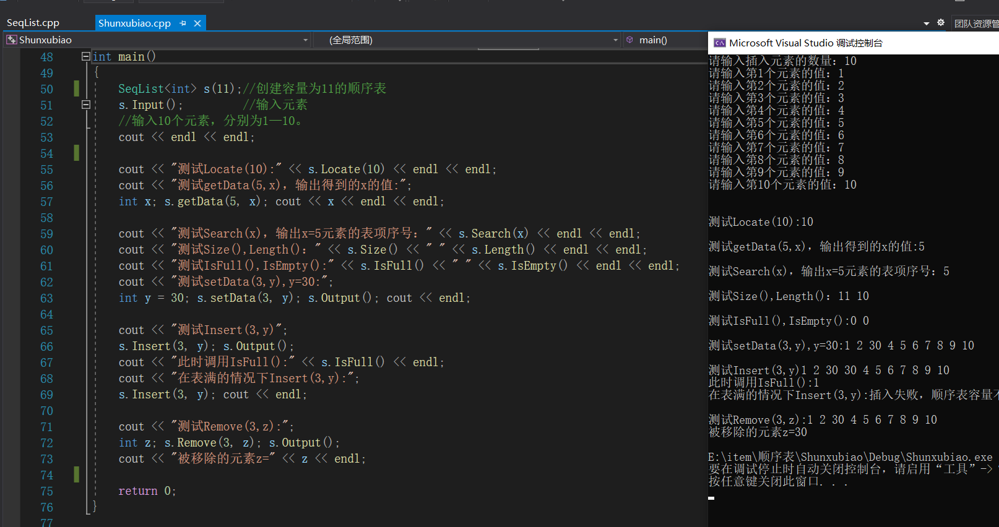 SeqList.cpp
Shunxubiao.cpp
团队资源管
Shunxubiao
(全局范围)
main()
48 int main()
49 {
50 SeqList<int> s(11);//创建容量为11的顺序表
51 s.Input(); //输入元素
52 //输入10个元素，分别为1—10。
53 cout << endl << endl;
54
55 cout << "测试Locate(10):" << s.Locate(10) << endl << endl;
56 cout << "测试getData(5,x)，输出得到的x的值:";
57 int x; s.getData(5, x); cout << x << endl << endl;
58
59 cout << "测试Search(x)，输出x=5元素的表项序号：" << s.Search(x) << endl << endl;
60 cout << "测试Size(),Length()：" << s.Size() << " " << s.Length() << endl << endl;
61 cout << "测试IsFull(),IsEmpty():" << s.IsFull() << " " << s.IsEmpty() << endl << endl;
62 cout << "测试setData(3,y),y=30:";
63 int y = 30; s.setData(3, y); s.Output(); cout << endl;
64
65 cout << "测试Insert(3,y)";
66 s.Insert(3, y); s.Output();
67 cout << "此时调用IsFull():" << s.IsFull() << endl;
68 cout << "在表满的情况下Insert(3,y):";
69 s.Insert(3, y); cout << endl;
70
71 cout << "测试Remove(3,z):";
72 int z; s.Remove(3, z); s.Output();
73 cout << "被移除的元素z=" << z << endl;
74
75 return 0;
76 }
77
Microsoft Visual Studio 调试控制台
请输入插入元素的数量：10
请输入第1个元素的值：1
请输入第2个元素的值：2
请输入第3个元素的值：3
请输入第4个元素的值：4
请输入第5个元素的值：5
请输入第6个元素的值：6
请输入第7个元素的值：7
请输入第8个元素的值：8
请输入第9个元素的值：9
请输入第10个元素的值：10
测试Locate(10):10
测试getData(5,x)，输出得到的x的值:5
测试Search(x)，输出x=5元素的表项序号：5
测试Size(),Length()：11 10
测试IsFull(),IsEmpty():0 0
测试setData(3,y),y=30:1 2 30 4 5 6 7 8 9 10
测试Insert(3,y)1 2 30 30 4 5 6 7 8 9 10
此时调用IsFull():1
在表满的情况下Insert(3,y):插入失败，顺序表容量不
测试Remove(3,z):1 2 30 4 5 6 7 8 9 10
被移除的元素z=30
E:\item\顺序表\Shunxubiao\Debug\Shunxubiao.exe
要在调试停止时自动关闭控制台，请启用“工具”->
按任意键关闭此窗口. . .